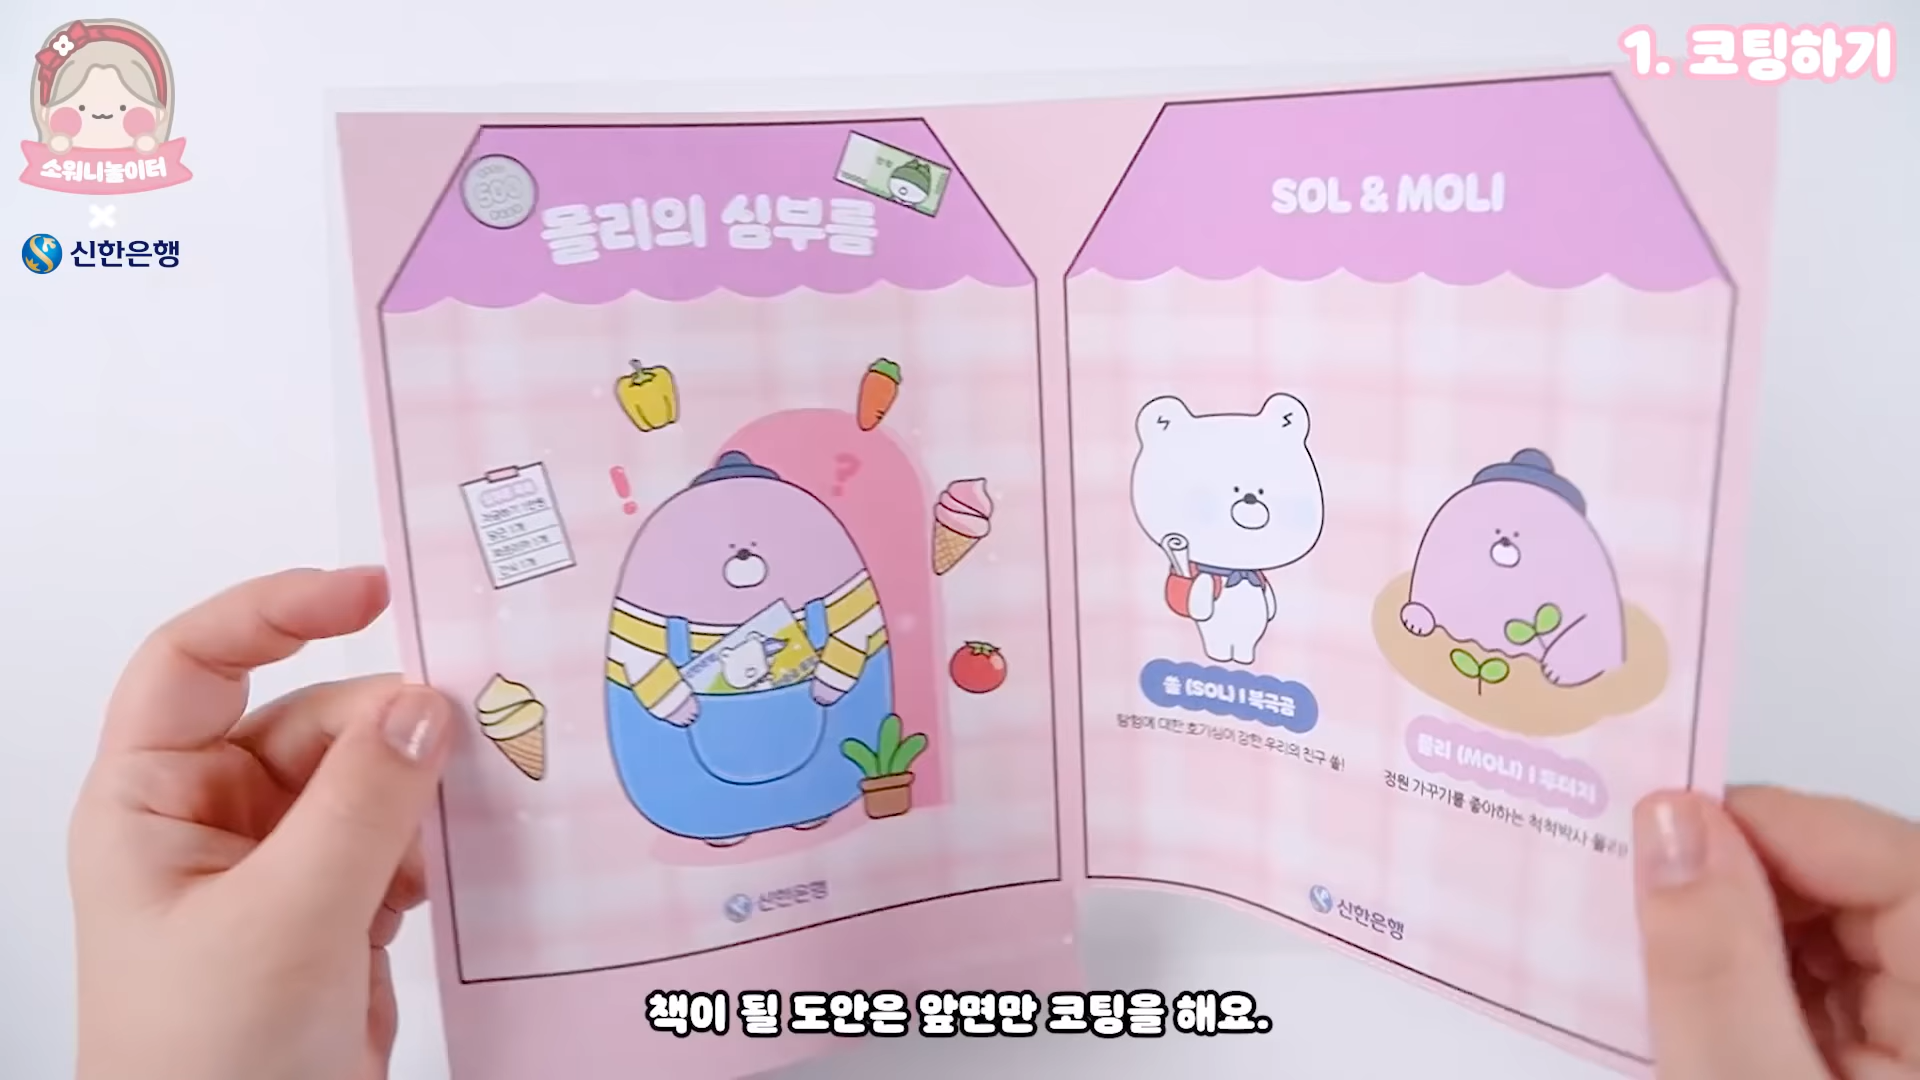 1. 코팅하기
소워니놀이터
신한은행
500
몰리의 심부름
SOL & MOLI
쏠 (SOL) | 북극곰
탐험에 대한 호기심이 강한 우리의 친구 쏠!
몰리 (MOLI) | 두더지
정원 가꾸기를 좋아하는 척척박사 몰리!
신한은행
신한은행
책이 될 도안은 앞면만 코팅을 해요.